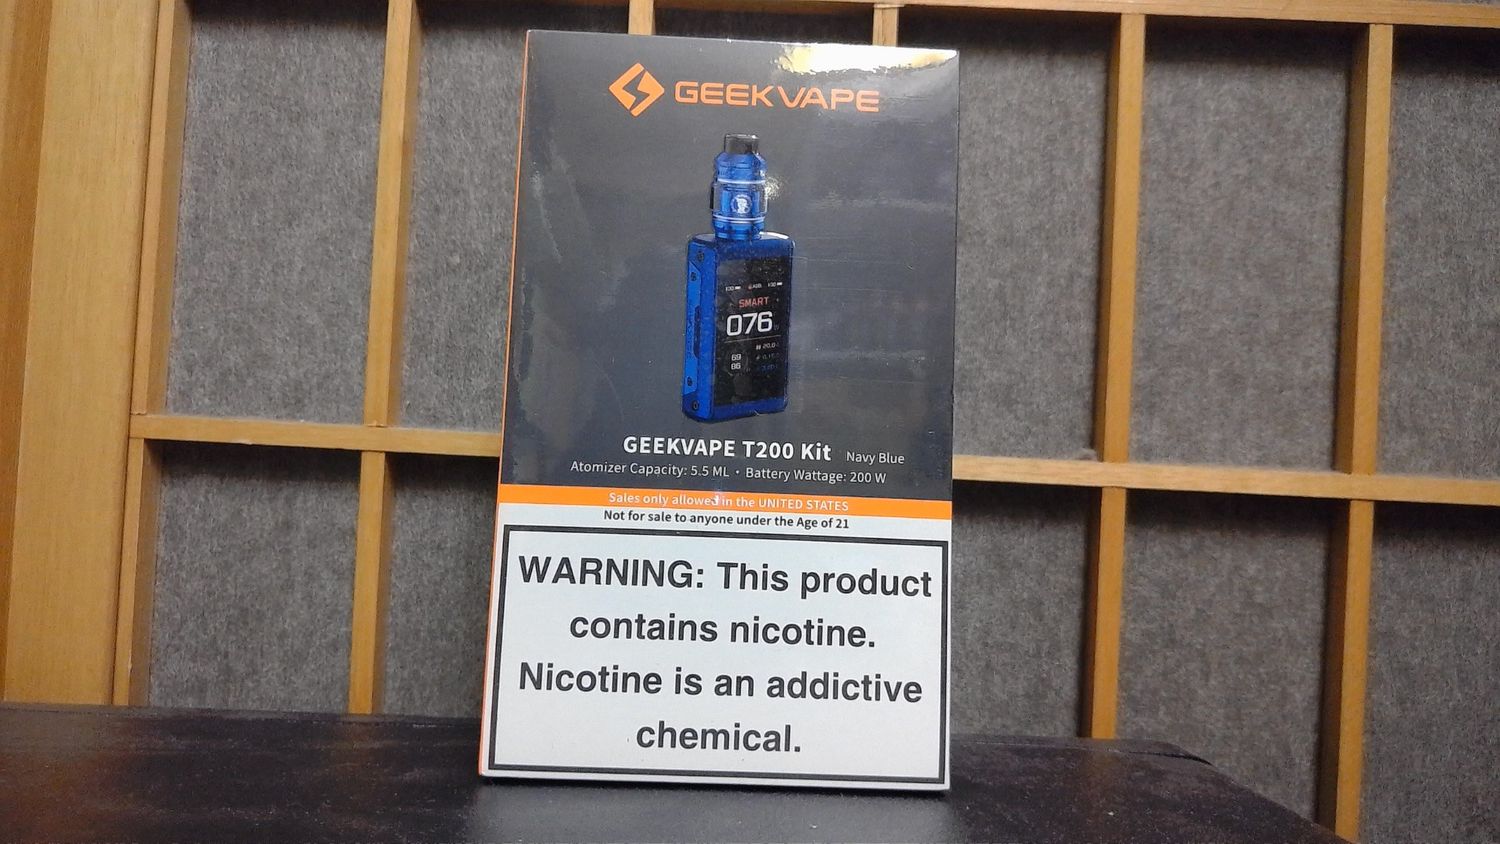 GEEKVAPE
SMART
076
69
86
GEEKVAPE T200 Kit Navy Blue
Atomizer Capacity: 5.5 ML • Battery Wattage: 200 W
Sales only allowed in the UNITED STATES
Not for sale to anyone under the Age of 21
WARNING: This product
contains nicotine.
Nicotine is an addictive
chemical.